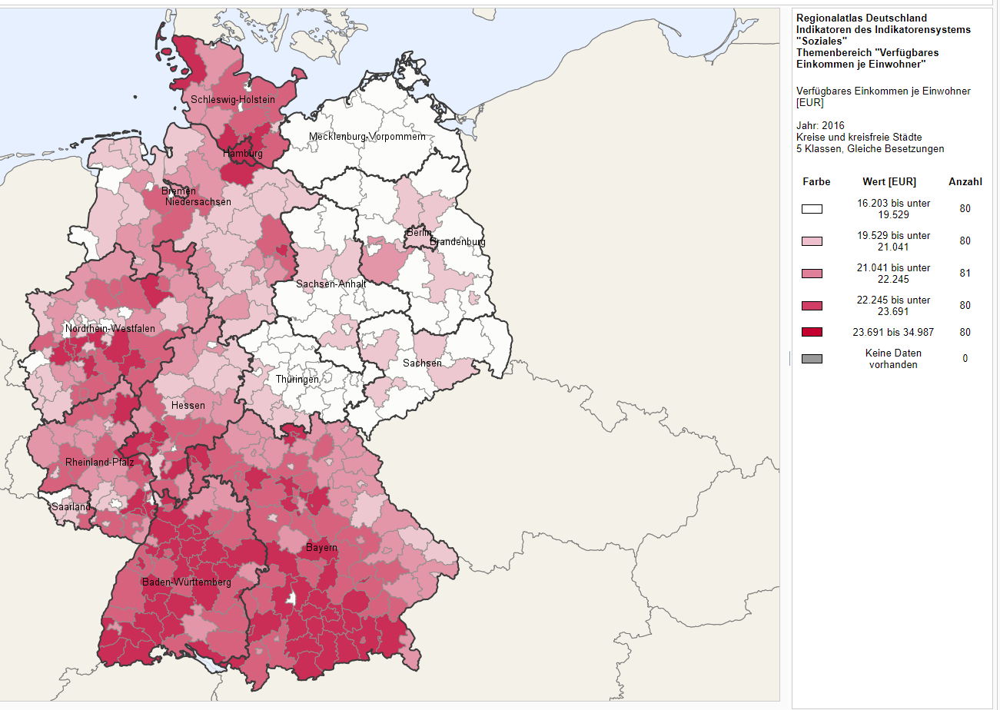 Schleswig-Holstein
Mecklenburg-Vorpommern
Hamburg
Bremen
Niedersachsen
Berlin
Brandenburg
Sachsen-Anhalt
Nordrhein-Westfalen
Sachsen
Thüringen
Hessen
Rheinland-Pfalz
Saarland
Bayern
Baden-Württemberg
Regionalatlas Deutschland
Indikatoren des Indikatorensystems
"Soziales"
Themenbereich "Verfügbares
Einkommen je Einwohner"
Verfügbares Einkommen je Einwohner
[EUR]
Jahr: 2016
Kreise und kreisfreie Städte
5 Klassen, Gleiche Besetzungen
Farbe Wert [EUR] Anzahl
16.203 bis unter
19.529
80
19.529 bis unter
21.041
80
21.041 bis unter
22.245
81
22.245 bis unter
23.691
80
23.691 bis 34.987 80
Keine Daten
vorhanden
0